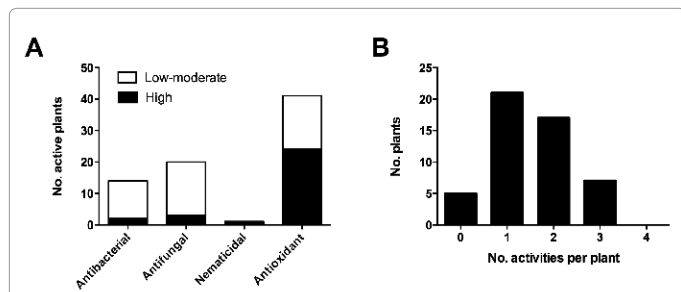 A
Low-moderate
High
No. active plants
50
40
30
20
10
0
Antibacterial
Antifungal
Nematicidal
Antioxidant
B
No. plants
25
20
15
10
5
0
0 1 2 3 4
No. activities per plant